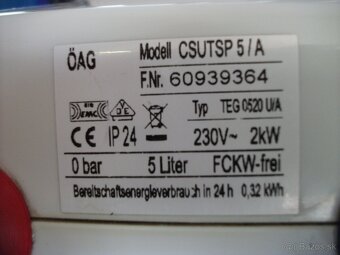 ÖAG
Modell CSUTSP 5 / A
F.Nr. 60939364
EMC
Typ TEG 0520 U/A
CE IP 24 230V~ 2kW
0 bar 5 Liter FCKW-frei
Bereitschaftsenergieverbrauch in 24 h 0,32 kWh